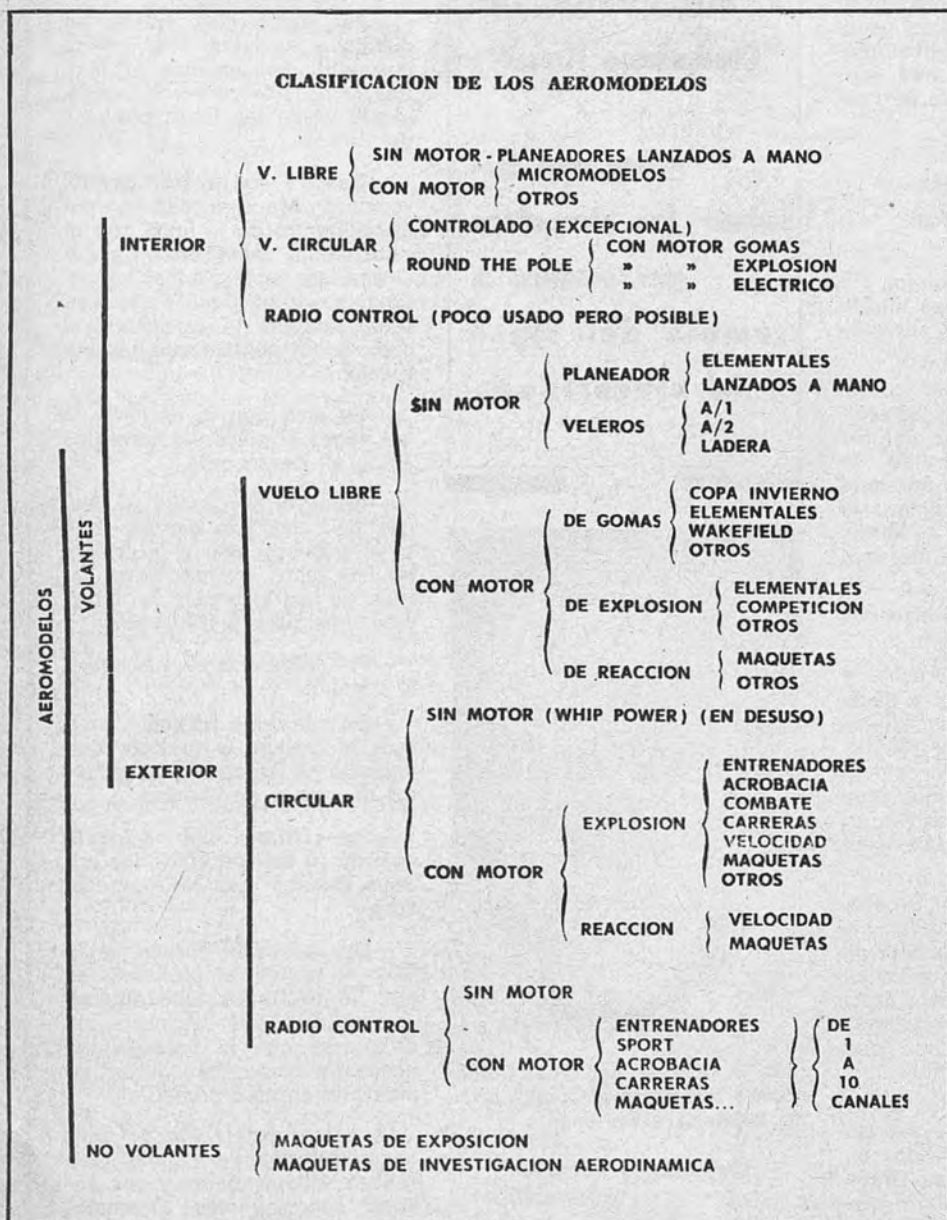 CLASIFICACION DE LOS AEROMODELOS
SIN MOTOR - PLANEADORES LANZADOS A MANO
V. LIBRE
MICROMODELOS
CON MOTOR
OTROS
CONTROLADO (EXCEPCIONAL)
INTERIOR
V. CIRCULAR
CON MOTOR GOMAS
ROUND THE POLE
» » EXPLOSION
» » ELECTRICO
RADIO CONTROL (POCO USADO PERO POSIBLE)
ELEMENTALES
PLANEADOR
LANZADOS A MANO
SIN MOTOR
A/1
VELEROS
A/2
LADERA
VUELO LIBRE
COPA INVIERNO
DE GOMAS
ELEMENTALES
WAKEFIELD
OTROS
CON MOTOR
ELEMENTALES
DE EXPLOSION
COMPETICION
OTROS
MAQUETAS
DE REACCION
OTROS
AEROMODELOS
VOLANTES
SIN MOTOR (WHIP POWER) (EN DESUSO)
EXTERIOR
CIRCULAR
ENTRENADORES
ACROBACIA
COMBATE
EXPLOSION
CARRERAS
VELOCIDAD
MAQUETAS
OTROS
CON MOTOR
VELOCIDAD
REACCION
MAQUETAS
SIN MOTOR
RADIO CONTROL
ENTRENADORES DE
SPORT 1
CON MOTOR
ACROBACIA A
CARRERAS 10
MAQUETAS... CANALES
NO VOLANTES
MAQUETAS DE EXPOSICION
MAQUETAS DE INVESTIGACION AERODINAMICA